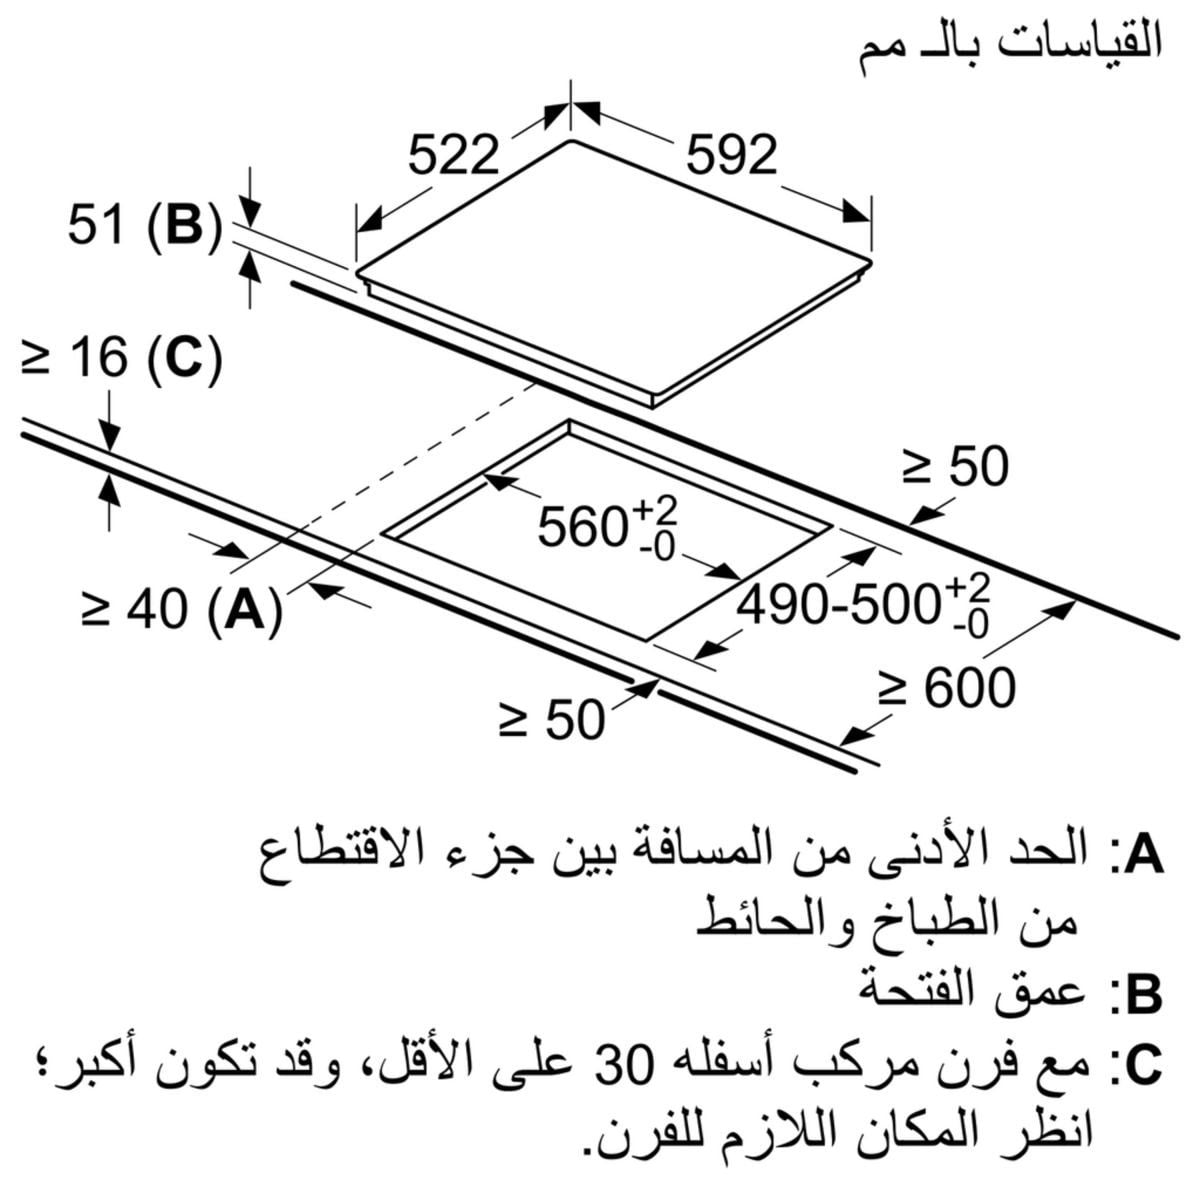 القياسات بالـ مم
522
592
51 (B)
≥ 16 (C)
≥ 50
560 +2 -0
490-500 +2 -0
≥ 40 (A)
≥ 600
≥ 50
A: الحد الأدنى من المسافة بين جزء الاقتطاع
من الطباخ والحائط
B: عمق الفتحة
C: مع فرن مركب أسفله 30 على الأقل، وقد تكون أكبر؛
انظر المكان اللازم للفرن.